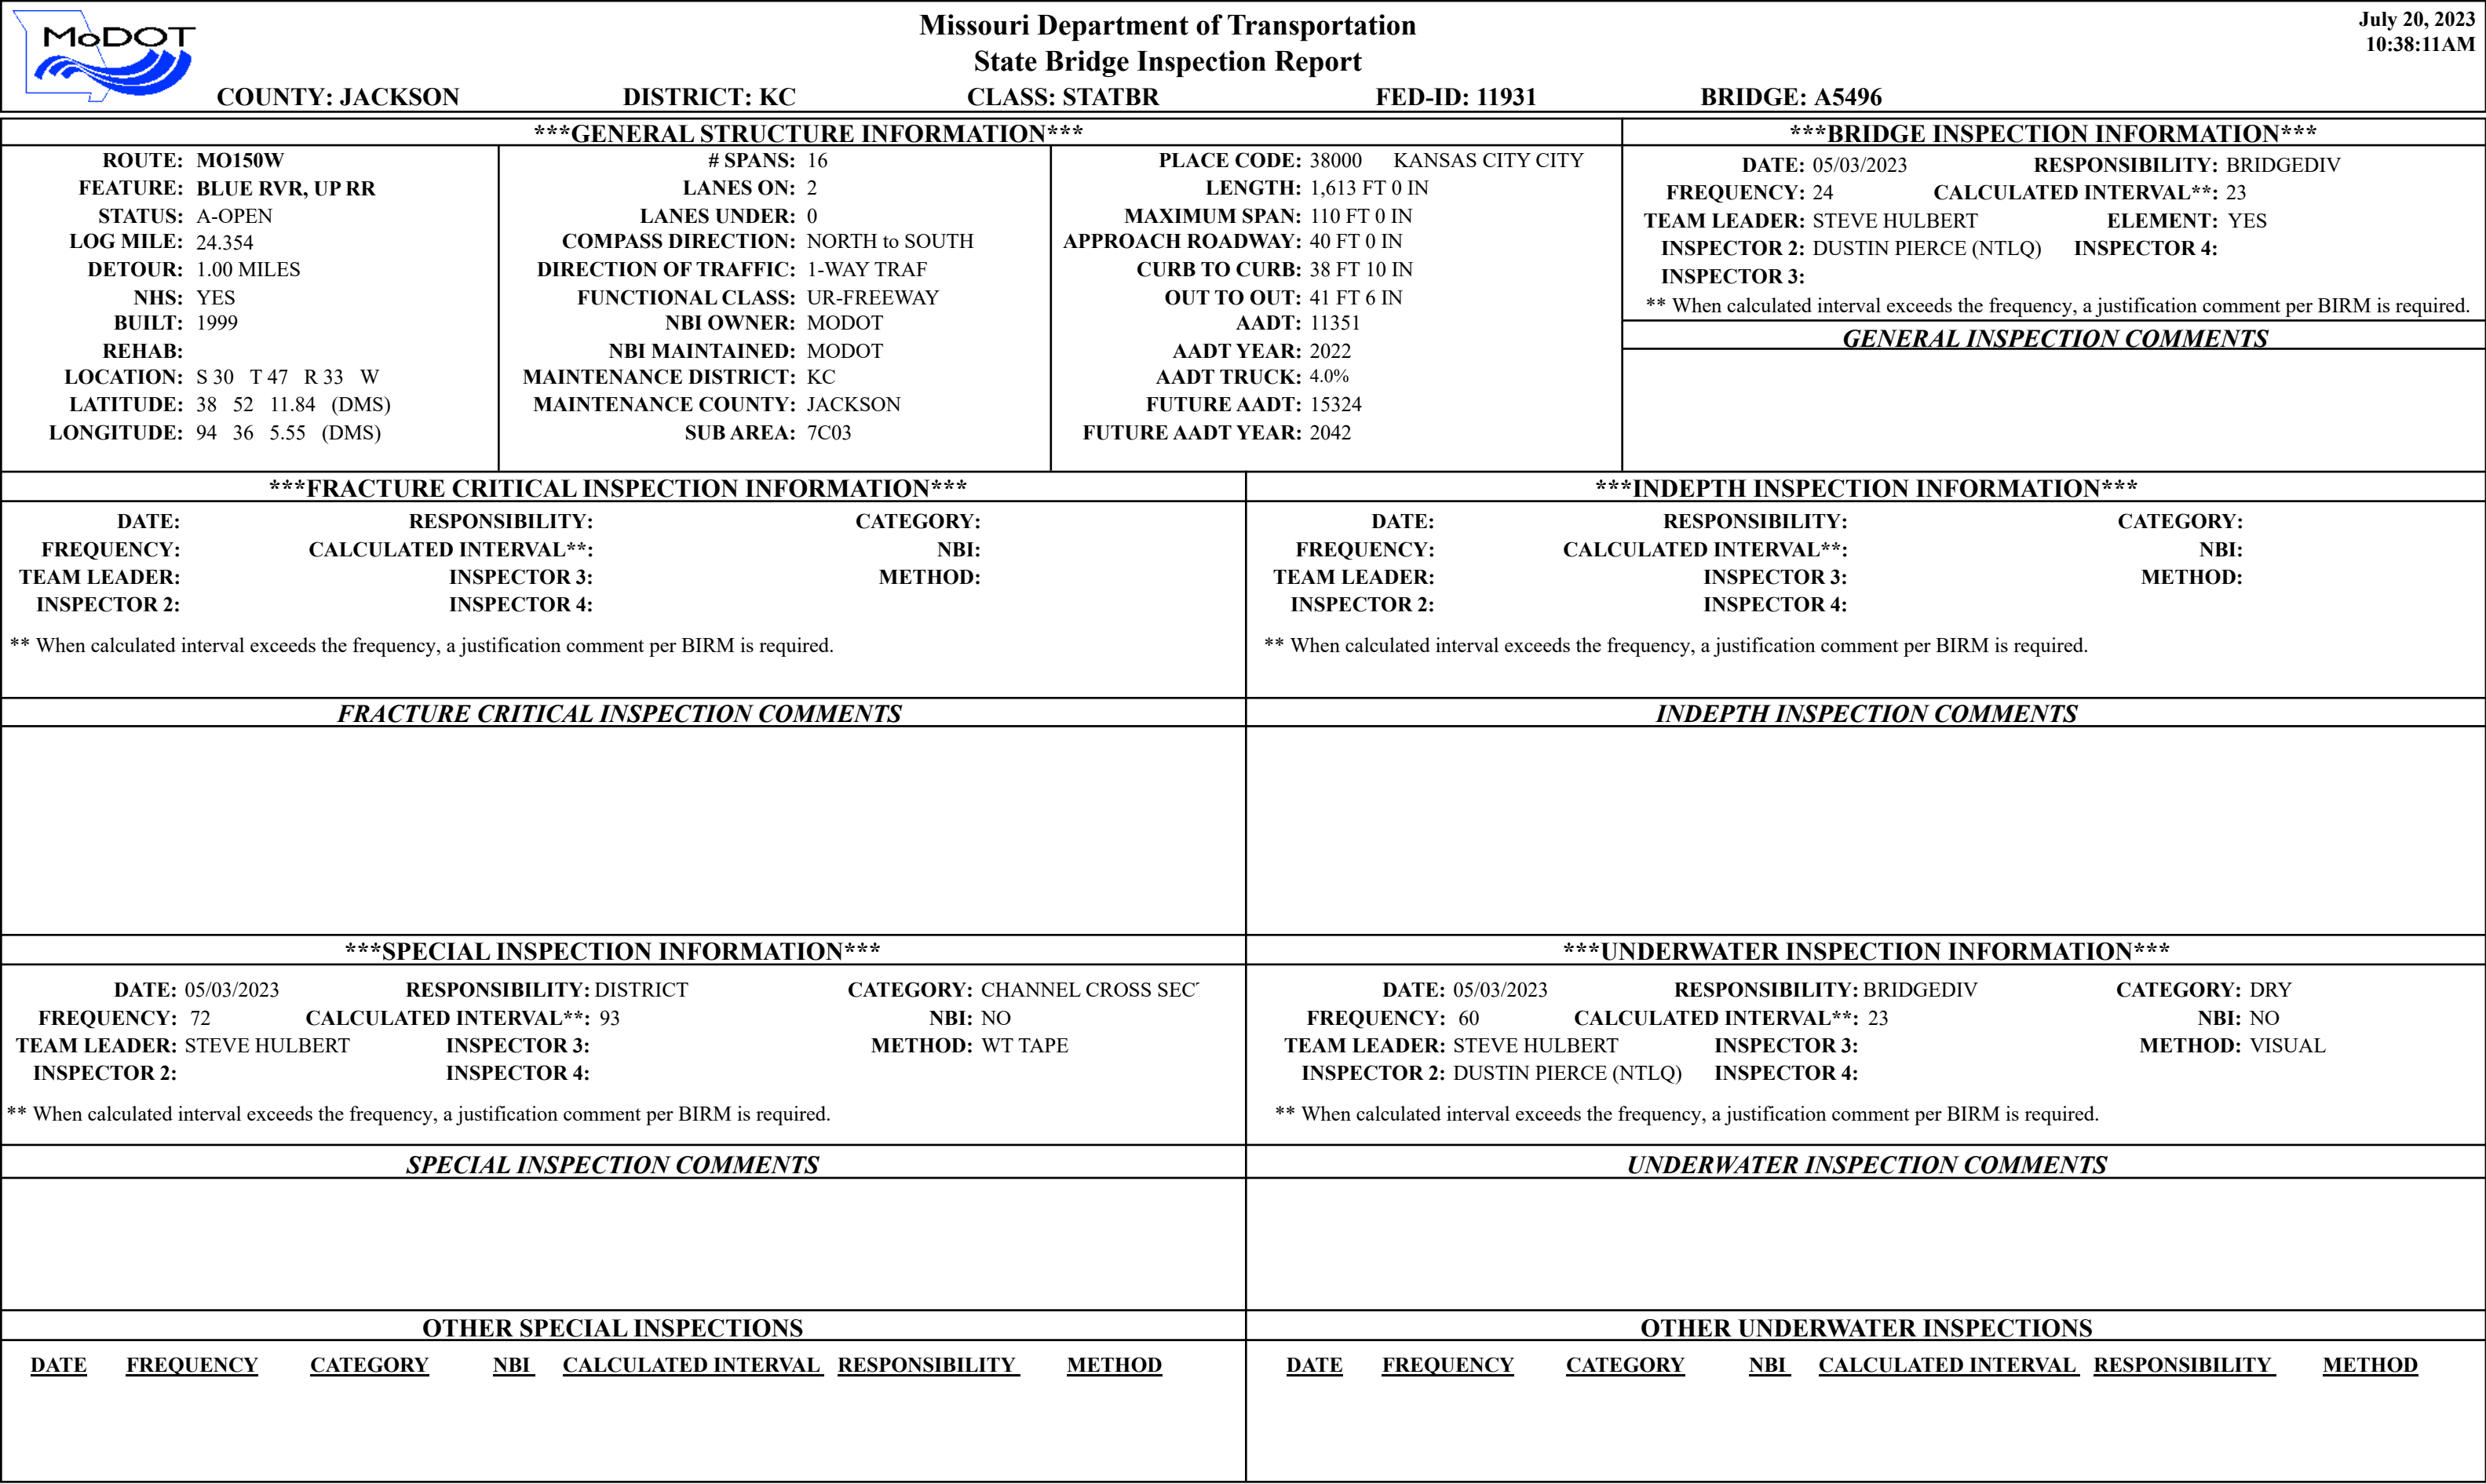 MoDOT
Missouri Department of Transportation
State Bridge Inspection Report
July 20, 2023
10:38:11AM
COUNTY: JACKSON DISTRICT: KC CLASS: STATBR FED-ID: 11931 BRIDGE: A5496
***GENERAL STRUCTURE INFORMATION***
ROUTE: MO150W
FEATURE: BLUE RVR, UP RR
STATUS: A-OPEN
LOG MILE: 24.354
DETOUR: 1.00 MILES
NHS: YES
BUILT: 1999
REHAB:
LOCATION: S 30 T 47 R 33 W
LATITUDE: 38 52 11.84 (DMS)
LONGITUDE: 94 36 5.55 (DMS)
# SPANS: 16
LANES ON: 2
LANES UNDER: 0
COMPASS DIRECTION: NORTH to SOUTH
DIRECTION OF TRAFFIC: 1-WAY TRAF
FUNCTIONAL CLASS: UR-FREEWAY
NBI OWNER: MODOT
NBI MAINTAINED: MODOT
MAINTENANCE DISTRICT: KC
MAINTENANCE COUNTY: JACKSON
SUB AREA: 7C03
PLACE CODE: 38000 KANSAS CITY CITY
LENGTH: 1,613 FT 0 IN
MAXIMUM SPAN: 110 FT 0 IN
APPROACH ROADWAY: 40 FT 0 IN
CURB TO CURB: 38 FT 10 IN
OUT TO OUT: 41 FT 6 IN
AADT: 11351
AADT YEAR: 2022
AADT TRUCK: 4.0%
FUTURE AADT: 15324
FUTURE AADT YEAR: 2042
***BRIDGE INSPECTION INFORMATION***
DATE: 05/03/2023 RESPONSIBILITY: BRIDGEDIV
FREQUENCY: 24 CALCULATED INTERVAL**: 23
TEAM LEADER: STEVE HULBERT ELEMENT: YES
INSPECTOR 2: DUSTIN PIERCE (NTLQ) INSPECTOR 4:
INSPECTOR 3:
** When calculated interval exceeds the frequency, a justification comment per BIRM is required.
GENERAL INSPECTION COMMENTS
***FRACTURE CRITICAL INSPECTION INFORMATION***
DATE: RESPONSIBILITY: CATEGORY:
FREQUENCY: CALCULATED INTERVAL**: NBI:
TEAM LEADER: INSPECTOR 3: METHOD:
INSPECTOR 2: INSPECTOR 4:
** When calculated interval exceeds the frequency, a justification comment per BIRM is required.
FRACTURE CRITICAL INSPECTION COMMENTS
***INDEPTH INSPECTION INFORMATION***
DATE: RESPONSIBILITY: CATEGORY:
FREQUENCY: CALCULATED INTERVAL**: NBI:
TEAM LEADER: INSPECTOR 3: METHOD:
INSPECTOR 2: INSPECTOR 4:
** When calculated interval exceeds the frequency, a justification comment per BIRM is required.
INDEPTH INSPECTION COMMENTS
***SPECIAL INSPECTION INFORMATION***
DATE: 05/03/2023 RESPONSIBILITY: DISTRICT CATEGORY: CHANNEL CROSS SECT
FREQUENCY: 72 CALCULATED INTERVAL**: 93 NBI: NO
TEAM LEADER: STEVE HULBERT INSPECTOR 3: METHOD: WT TAPE
INSPECTOR 2: INSPECTOR 4:
** When calculated interval exceeds the frequency, a justification comment per BIRM is required.
SPECIAL INSPECTION COMMENTS
***UNDERWATER INSPECTION INFORMATION***
DATE: 05/03/2023 RESPONSIBILITY: BRIDGEDIV CATEGORY: DRY
FREQUENCY: 60 CALCULATED INTERVAL**: 23 NBI: NO
TEAM LEADER: STEVE HULBERT INSPECTOR 3: METHOD: VISUAL
INSPECTOR 2: DUSTIN PIERCE (NTLQ) INSPECTOR 4:
** When calculated interval exceeds the frequency, a justification comment per BIRM is required.
UNDERWATER INSPECTION COMMENTS
OTHER SPECIAL INSPECTIONS
DATE FREQUENCY CATEGORY NBI CALCULATED INTERVAL RESPONSIBILITY METHOD
OTHER UNDERWATER INSPECTIONS
DATE FREQUENCY CATEGORY NBI CALCULATED INTERVAL RESPONSIBILITY METHOD